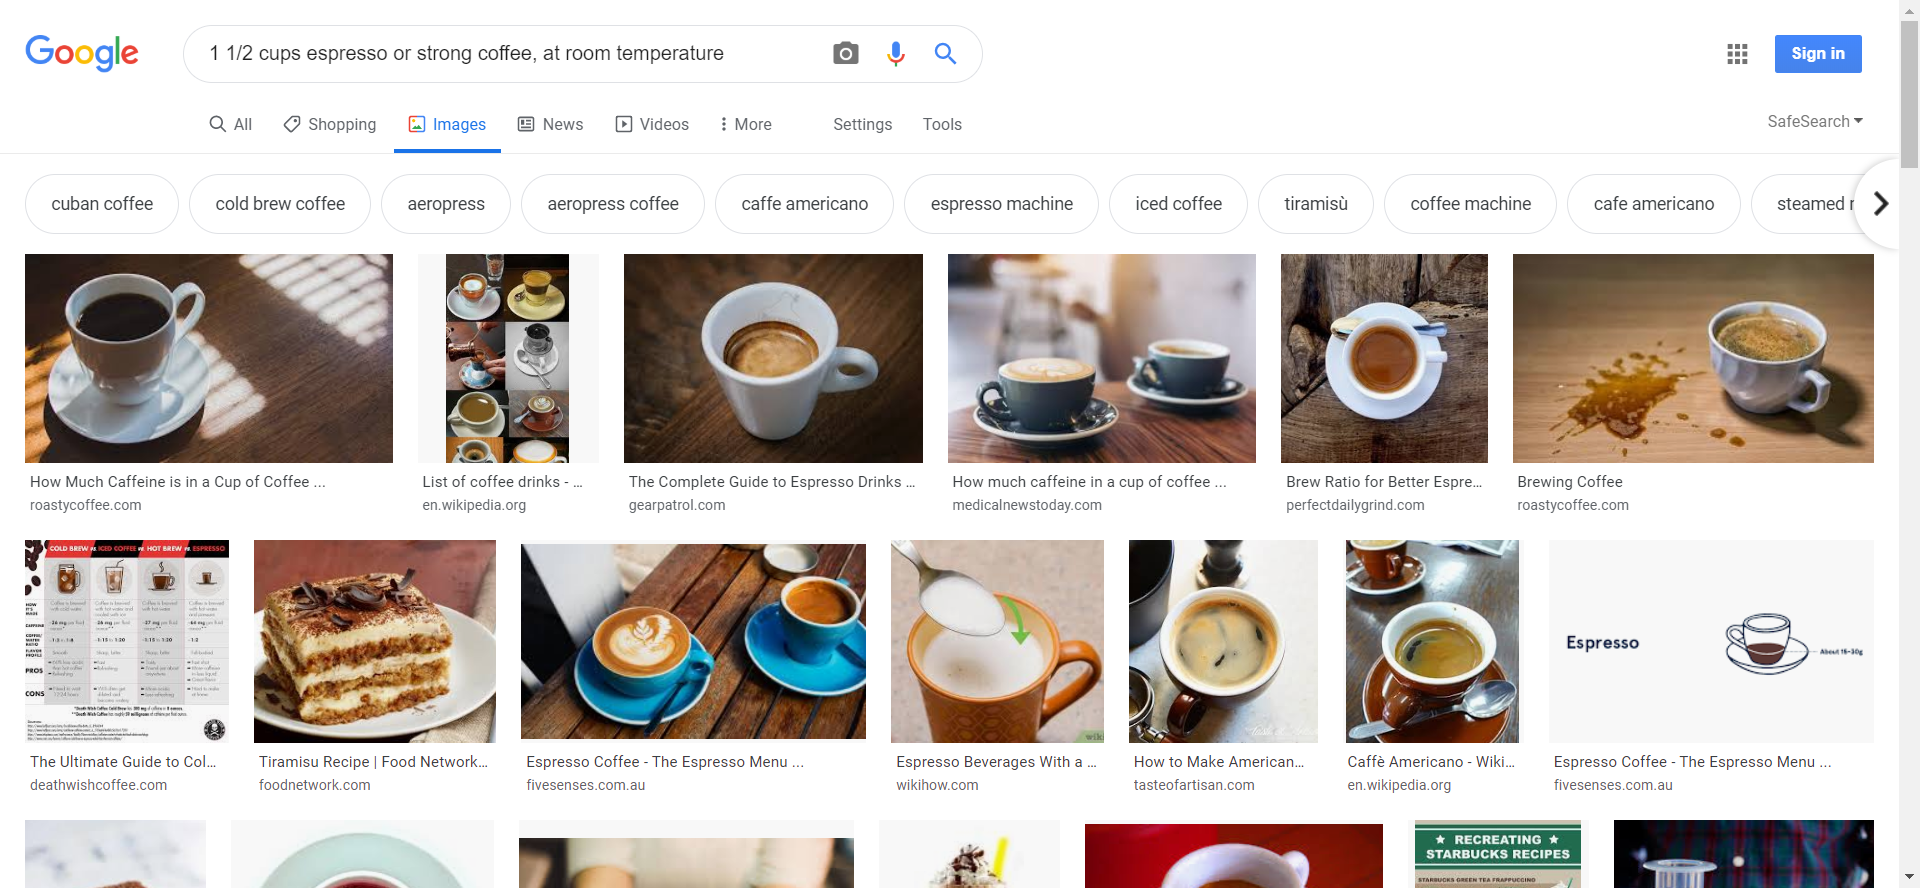 Google
1 1/2 cups espresso or strong coffee, at room temperature
Sign in
All
Shopping
Images
News
Videos
More
Settings
Tools
SafeSearch
cuban coffee
cold brew coffee
aeropress
aeropress coffee
caffe americano
espresso machine
iced coffee
tiramisù
coffee machine
cafe americano
steamed
How Much Caffeine is in a Cup of Coffee ...
roastycoffee.com
List of coffee drinks - ...
en.wikipedia.org
The Complete Guide to Espresso Drinks ...
gearpatrol.com
How much caffeine in a cup of coffee ...
medicalnewstoday.com
Brew Ratio for Better Espre...
perfectdailygrind.com
Brewing Coffee
roastycoffee.com
COLD BREW vs. ICED COFFEE vs. HOT BREW vs. ESPRESSO
PROS
CONS
Espresso
About 15-30g
The Ultimate Guide to Col...
deathwishcoffee.com
Tiramisu Recipe | Food Network...
foodnetwork.com
Espresso Coffee - The Espresso Menu ...
fivesenses.com.au
Espresso Beverages With a ...
wikihow.com
How to Make American...
tasteofartisan.com
Caffè Americano - Wiki...
en.wikipedia.org
Espresso Coffee - The Espresso Menu ...
fivesenses.com.au
RECREATING
STARBUCKS RECIPES
STARBUCKS GREEN TEA FRAPPUCCINO